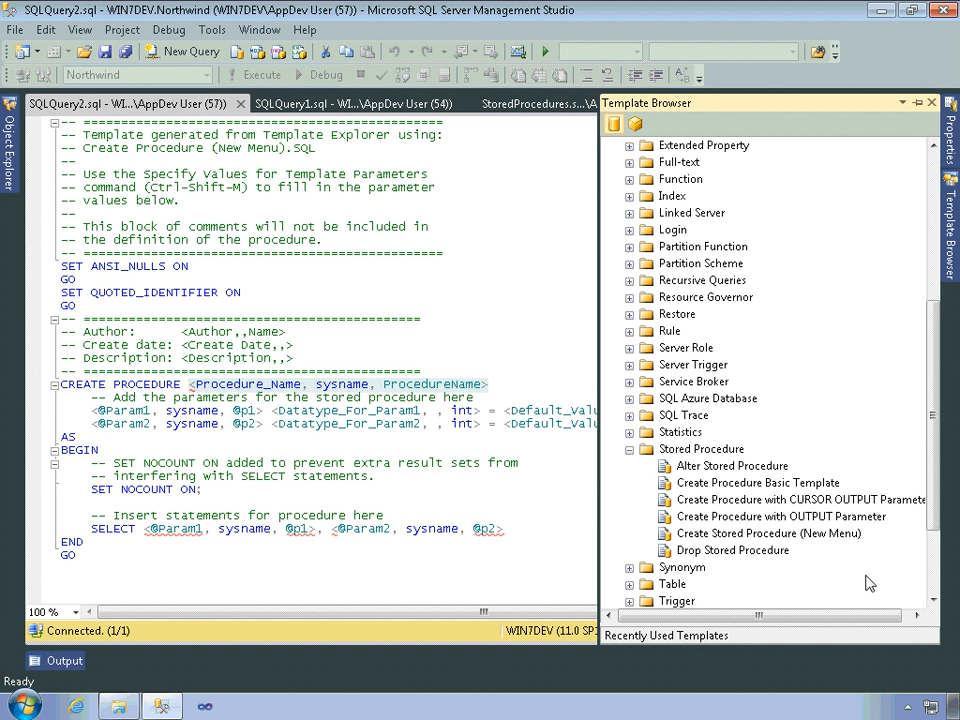 SQLQuery2.sql - WIN7DEV.Northwind (WIN7DEV\AppDev User (57)) - Microsoft SQL Server Management Studio
File Edit View Project Debug Tools Window Help
New Query
Northwind Execute Debug
SQLQuery2.sql - WI...\AppDev User (57)) SQLQuery1.sql - WI...\AppDev User (54)) StoredProcedures.s...\A
Object Explorer
-- =============================================
-- Template generated from Template Explorer using:
-- Create Procedure (New Menu).SQL
--
-- Use the Specify Values for Template Parameters
-- command (Ctrl-Shift-M) to fill in the parameter
-- values below.
--
-- This block of comments will not be included in
-- the definition of the procedure.
-- =============================================
SET ANSI_NULLS ON
GO
SET QUOTED_IDENTIFIER ON
GO
-- ==========================================
-- Author:      <Author,,Name>
-- Create date: <Create Date,,>
-- Description: <Description,,>
-- ==========================================
CREATE PROCEDURE <Procedure_Name, sysname, ProcedureName>
-- Add the parameters for the stored procedure here
<@Param1, sysname, @p1> <Datatype_For_Param1, , int> = <Default_Valu
<@Param2, sysname, @p2> <Datatype_For_Param2, , int> = <Default_Valu
AS
BEGIN
-- SET NOCOUNT ON added to prevent extra result sets from
-- interfering with SELECT statements.
SET NOCOUNT ON;
-- Insert statements for procedure here
SELECT <@Param1, sysname, @p1>, <@Param2, sysname, @p2>
END
GO
100 %
Connected. (1/1) WIN7DEV (11.0 SP1
Template Browser
Extended Property
Full-text
Function
Index
Linked Server
Login
Partition Function
Partition Scheme
Recursive Queries
Resource Governor
Restore
Rule
Server Role
Server Trigger
Service Broker
SQL Azure Database
SQL Trace
Statistics
Stored Procedure
Alter Stored Procedure
Create Procedure Basic Template
Create Procedure with CURSOR OUTPUT Paramete
Create Procedure with OUTPUT Parameter
Create Stored Procedure (New Menu)
Drop Stored Procedure
Synonym
Table
Trigger
Recently Used Templates
Properties
Template Browser
Output
Ready